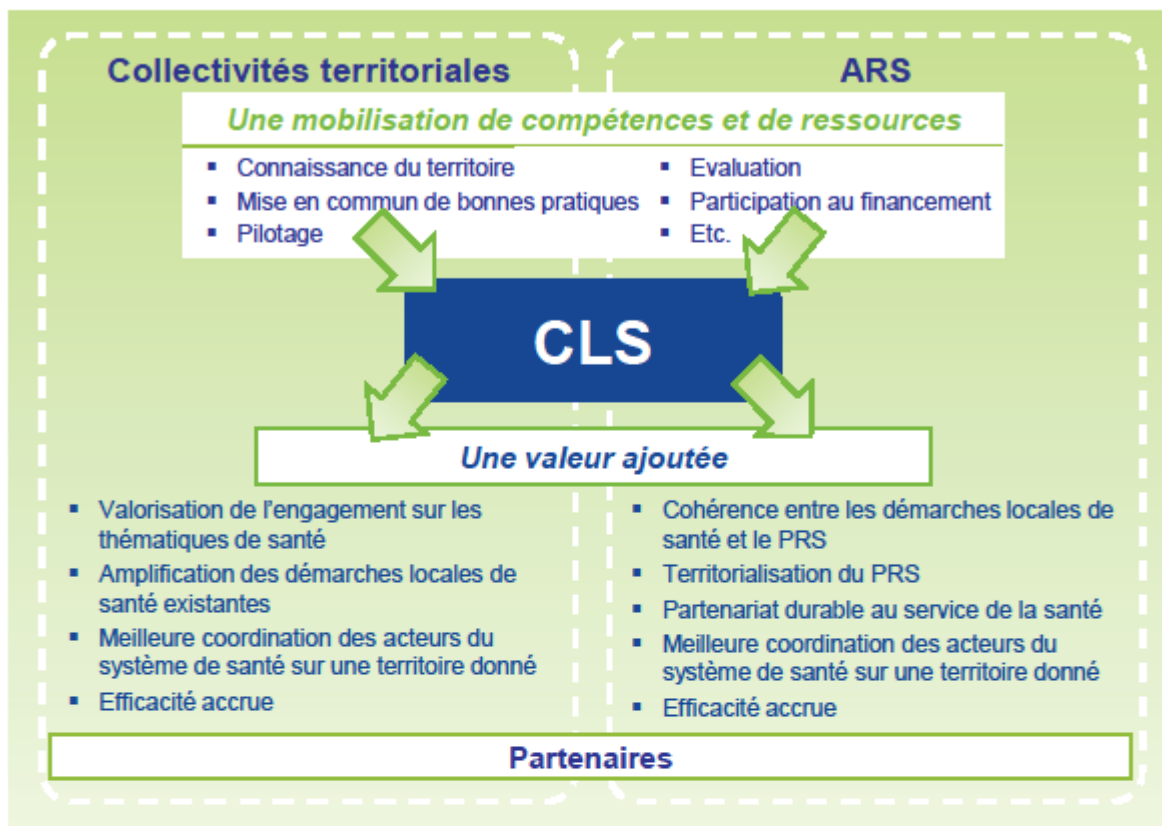 Collectivités territoriales
ARS
Une mobilisation de compétences et de ressources
▪ Connaissance du territoire
▪ Mise en commun de bonnes pratiques
▪ Pilotage
▪ Evaluation
▪ Participation au financement
▪ Etc.
CLS
Une valeur ajoutée
▪ Valorisation de l'engagement sur les
thématiques de santé
▪ Amplification des démarches locales de
santé existantes
▪ Meilleure coordination des acteurs du
système de santé sur une territoire donné
▪ Efficacité accrue
▪ Cohérence entre les démarches locales de
santé et le PRS
▪ Territorialisation du PRS
▪ Partenariat durable au service de la santé
▪ Meilleure coordination des acteurs du
système de santé sur une territoire donné
▪ Efficacité accrue
Partenaires